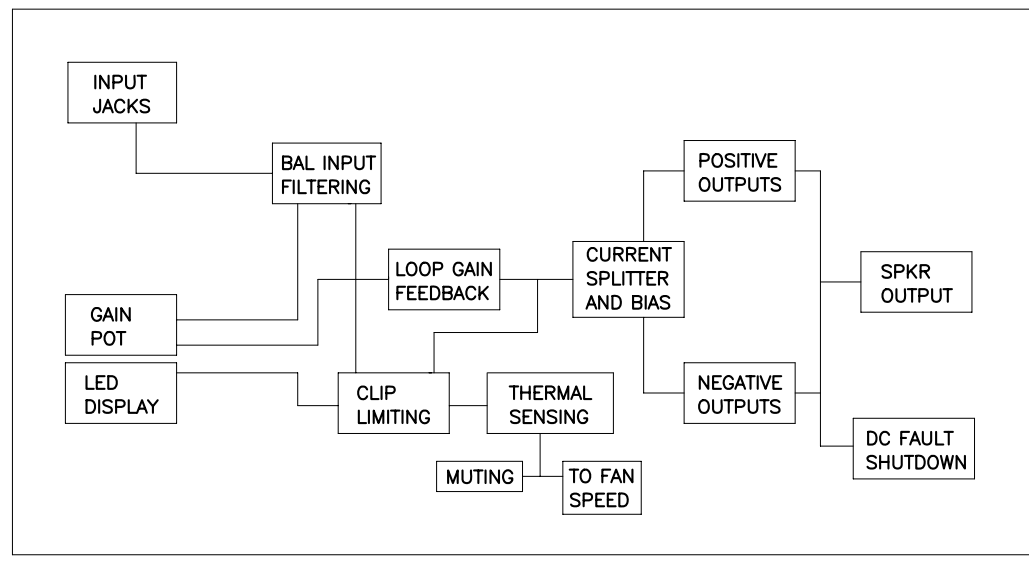 INPUT
JACKS
BAL INPUT
FILTERING
POSITIVE
OUTPUTS
LOOP GAIN
FEEDBACK
CURRENT
SPLITTER
AND BIAS
SPKR
OUTPUT
GAIN
POT
LED
DISPLAY
CLIP
LIMITING
THERMAL
SENSING
NEGATIVE
OUTPUTS
DC FAULT
SHUTDOWN
MUTING
TO FAN
SPEED